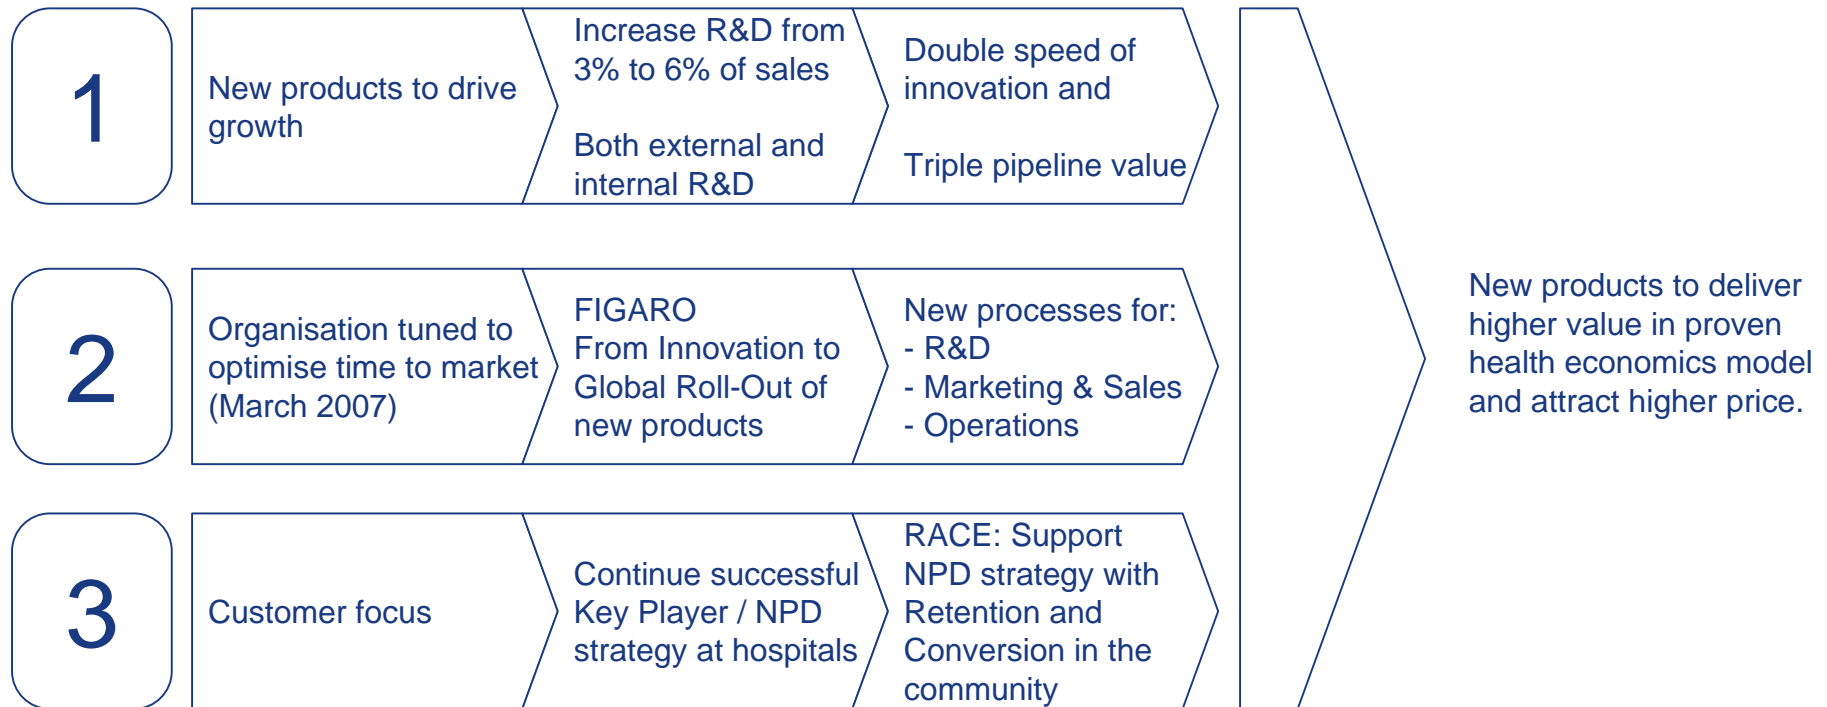 1
New products to drive
growth
Increase R&D from
3% to 6% of sales
Both external and
internal R&D
Double speed of
innovation and
Triple pipeline value
2
Organisation tuned to
optimise time to market
(March 2007)
FIGARO
From Innovation to
Global Roll-Out of
new products
New processes for:
- R&D
- Marketing & Sales
- Operations
3
Customer focus
Continue successful
Key Player / NPD
strategy at hospitals
RACE: Support
NPD strategy with
Retention and
Conversion in the
community
New products to deliver
higher value in proven
health economics model
and attract higher price.